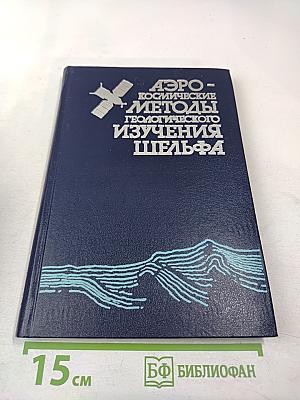 АЭРО-
КОСМИЧЕСКИЕ
МЕТОДЫ
ГЕОЛОГИЧЕСКОГО
ИЗУЧЕНИЯ
ШЕЛЬФА
15 см
БФ БИБЛИОФАН